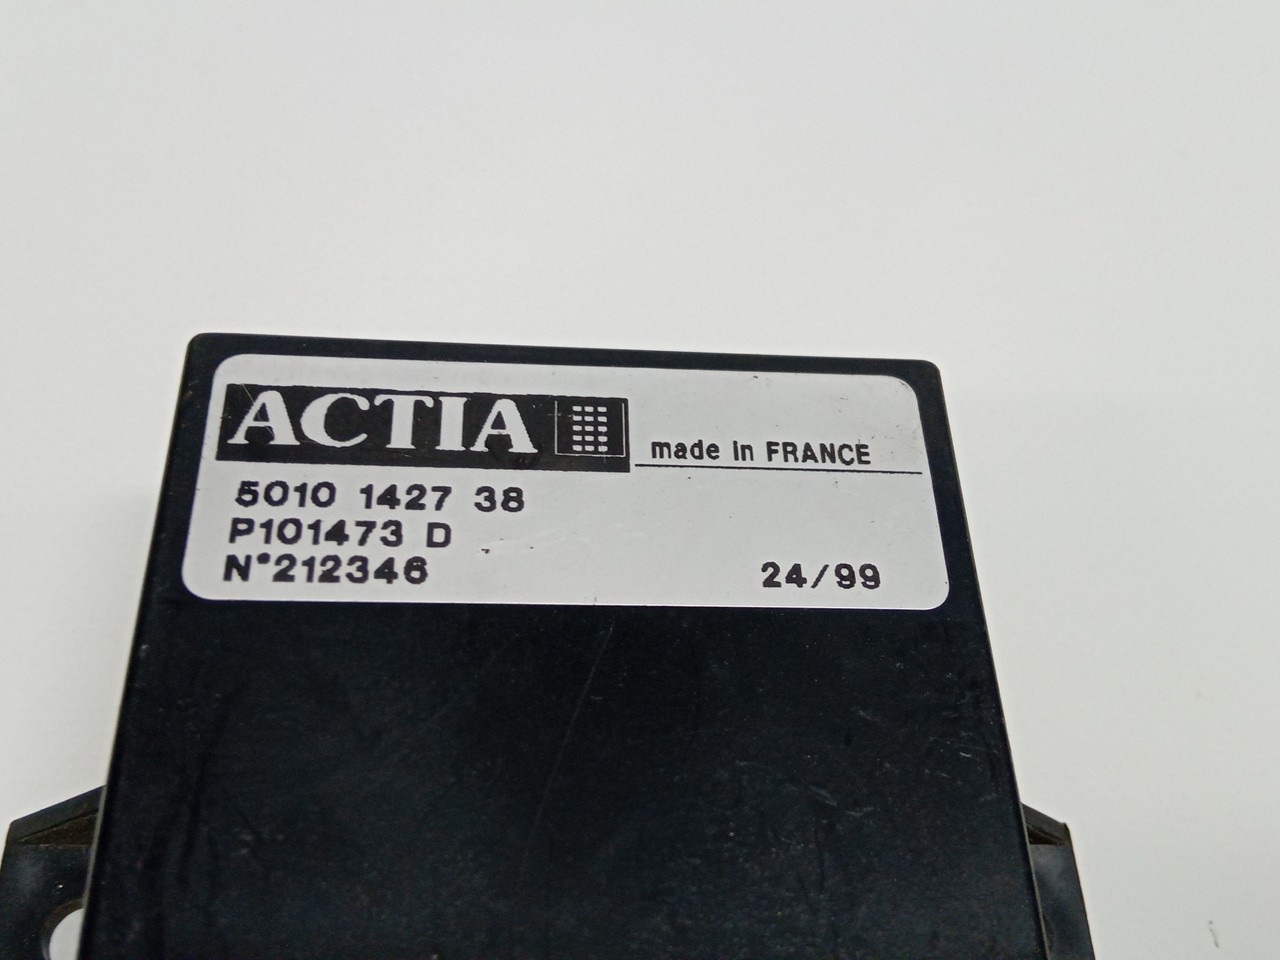 ACTIA made in FRANCE
5010 1427 38
P101473 D
N°212346 24/99